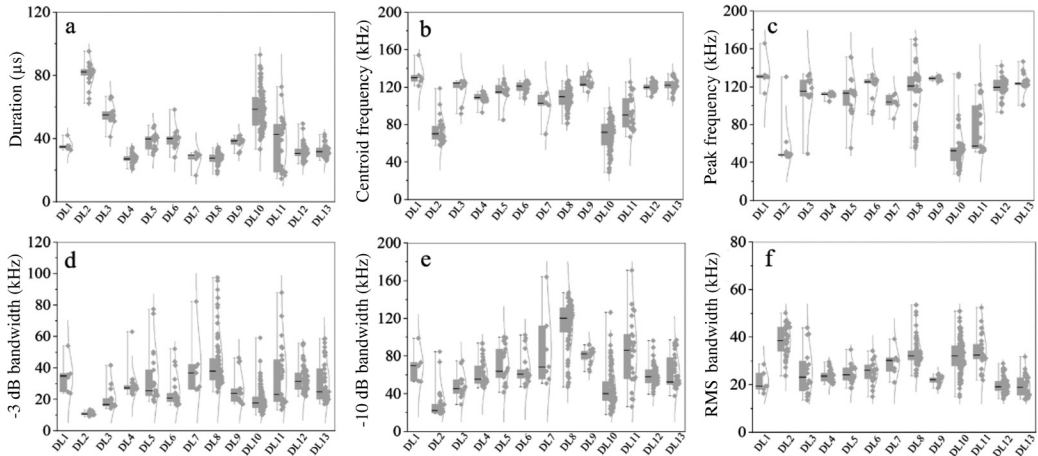 a
Duration (µs)
120
80
40
0
DL1 DL2 DL3 DL4 DL5 DL6 DL7 DL8 DL9 DL10 DL11 DL12 DL13
b
Centroid frequency (kHz)
200
160
120
80
40
0
DL1 DL2 DL3 DL4 DL5 DL6 DL7 DL8 DL9 DL10 DL11 DL12 DL13
c
Peak frequency (kHz)
200
160
120
80
40
0
DL1 DL2 DL3 DL4 DL5 DL6 DL7 DL8 DL9 DL10 DL11 DL12 DL13
d
-3 dB bandwidth (kHz)
120
100
80
60
40
20
0
DL1 DL2 DL3 DL4 DL5 DL6 DL7 DL8 DL9 DL10 DL11 DL12 DL13
e
-10 dB bandwidth (kHz)
200
160
120
80
40
0
DL1 DL2 DL3 DL4 DL5 DL6 DL7 DL8 DL9 DL10 DL11 DL12 DL13
f
RMS bandwidth (kHz)
80
60
40
20
0
DL1 DL2 DL3 DL4 DL5 DL6 DL7 DL8 DL9 DL10 DL11 DL12 DL13